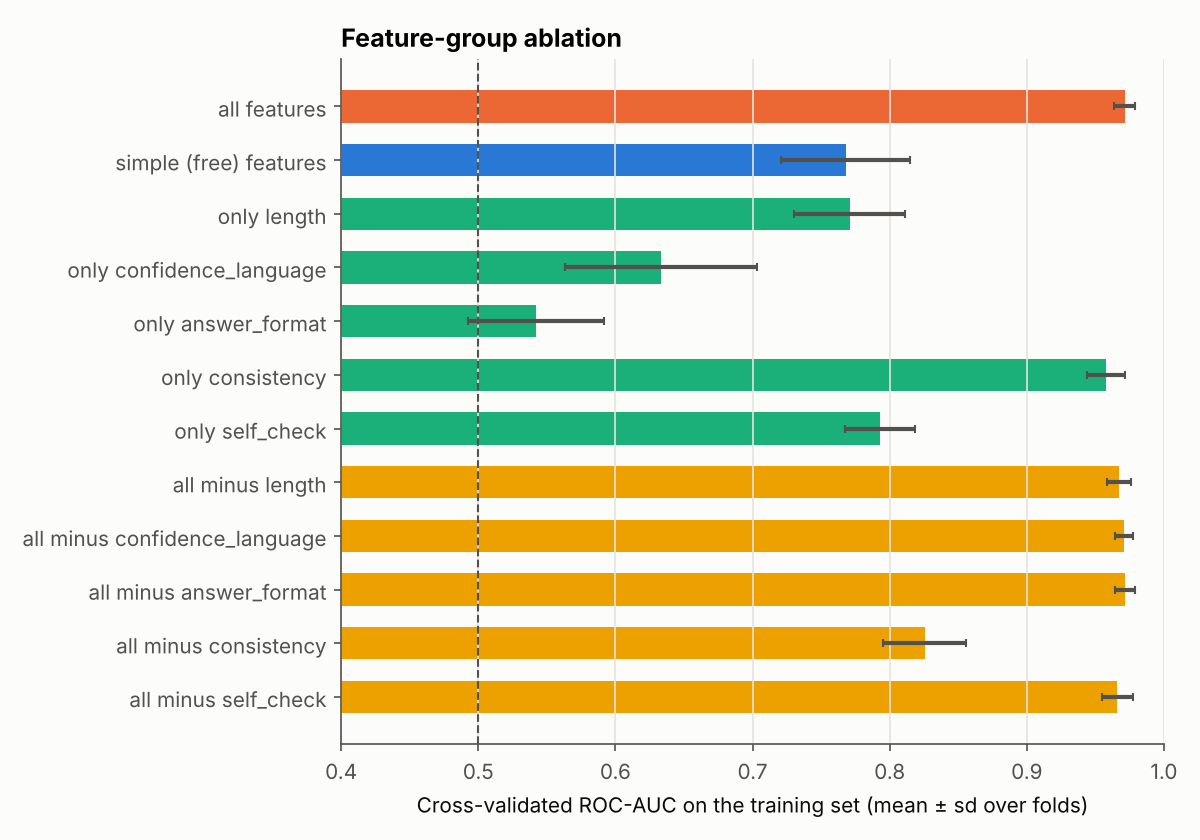 Feature-group ablation
all features
simple (free) features
only length
only confidence_language
only answer_format
only consistency
only self_check
all minus length
all minus confidence_language
all minus answer_format
all minus consistency
all minus self_check
0.4 0.5 0.6 0.7 0.8 0.9 1.0
Cross-validated ROC-AUC on the training set (mean ± sd over folds)